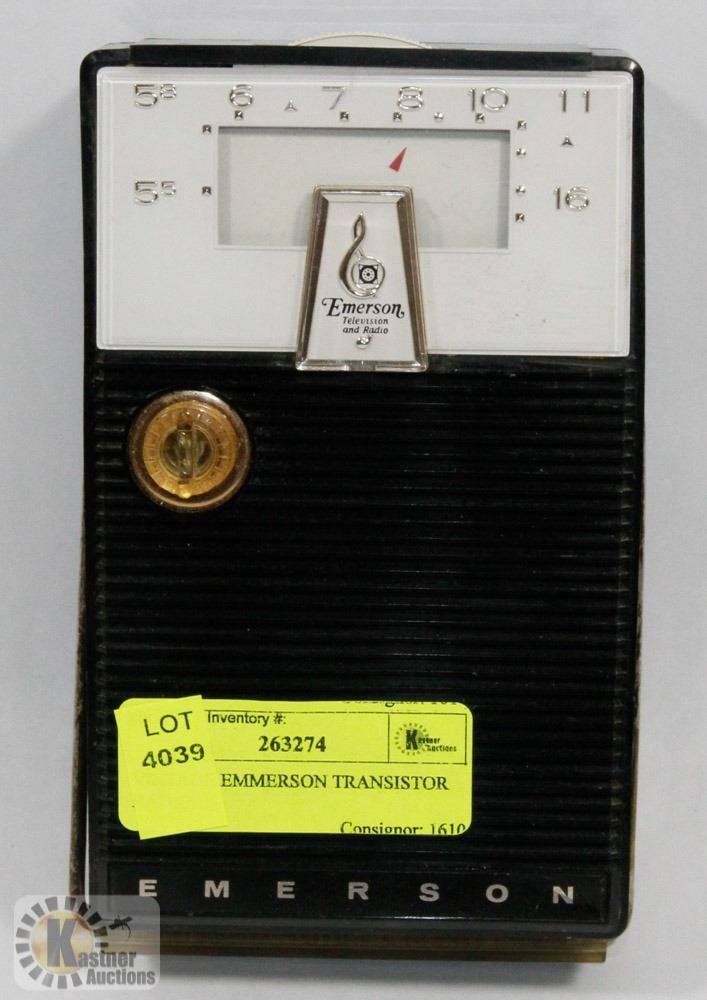 5⁸ 6 7 8 10 11
5⁵ 16
Emerson
Television
and Radio
LOT
4039
Inventory #:
263274
Kastner
Auctions
EMMERSON TRANSISTOR
Consignor: 1610
EMERSON
Kastner
Auctions